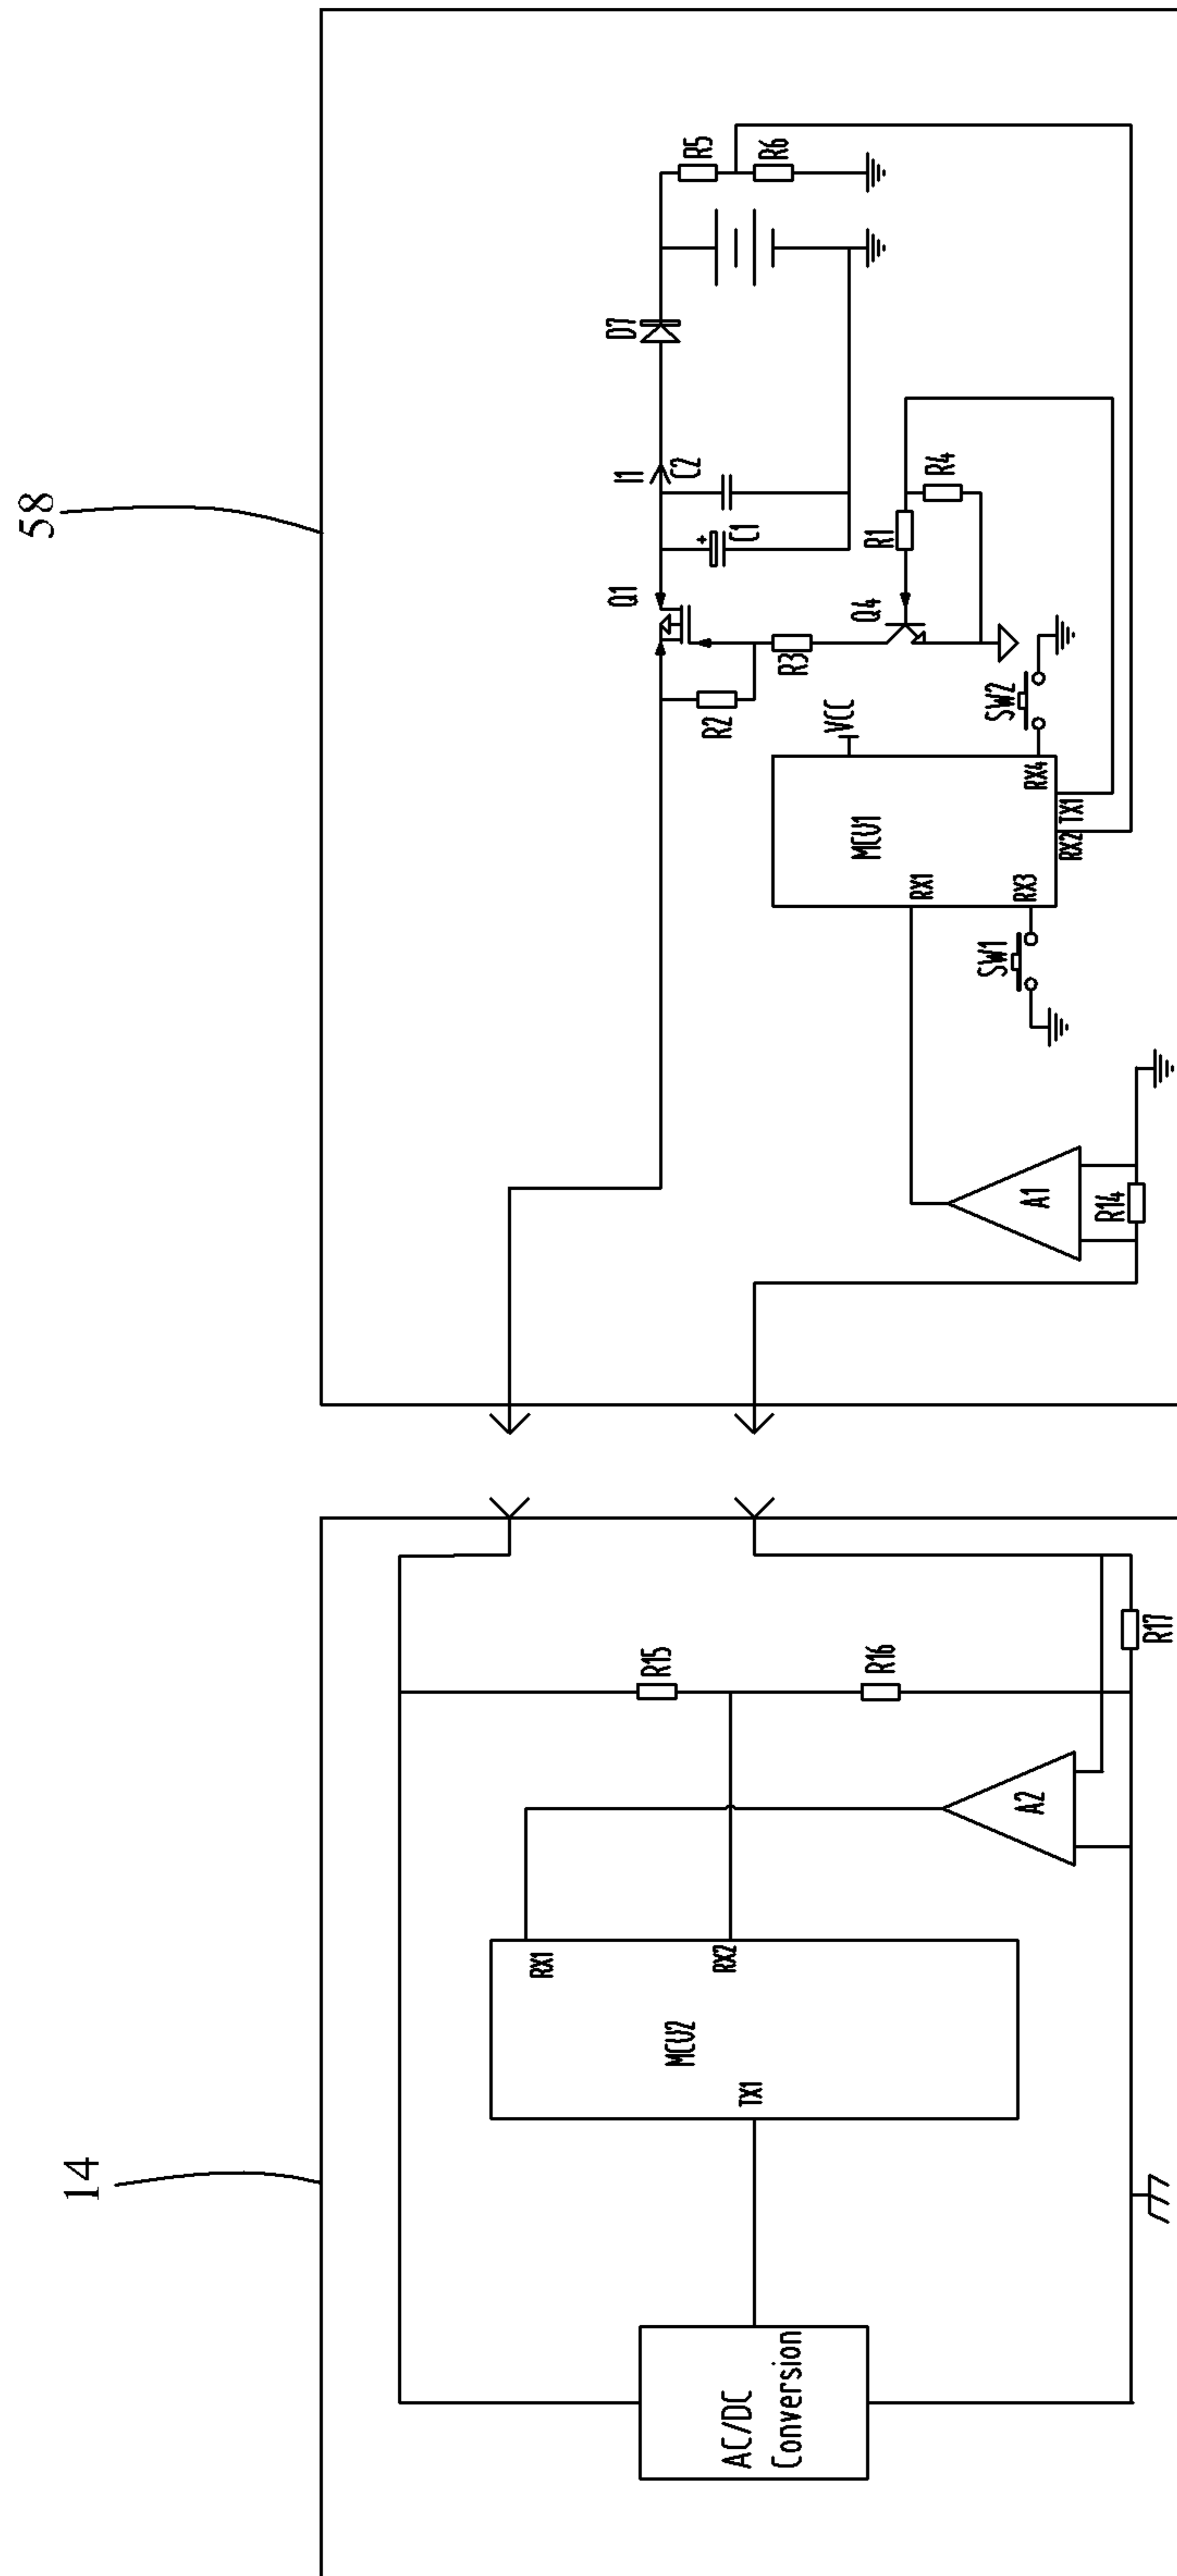 14
AC/DC
Conversion
MCU2
TX1
RX1
RX2
A2
R15
R16
R17
58
A1
R14
MCU1
RX1
RX3
RX2
TX1
RX4
VCC
SW1
SW2
R2
R3
Q1
Q4
R1
R4
C1
C2
I1
D7
R5
R6